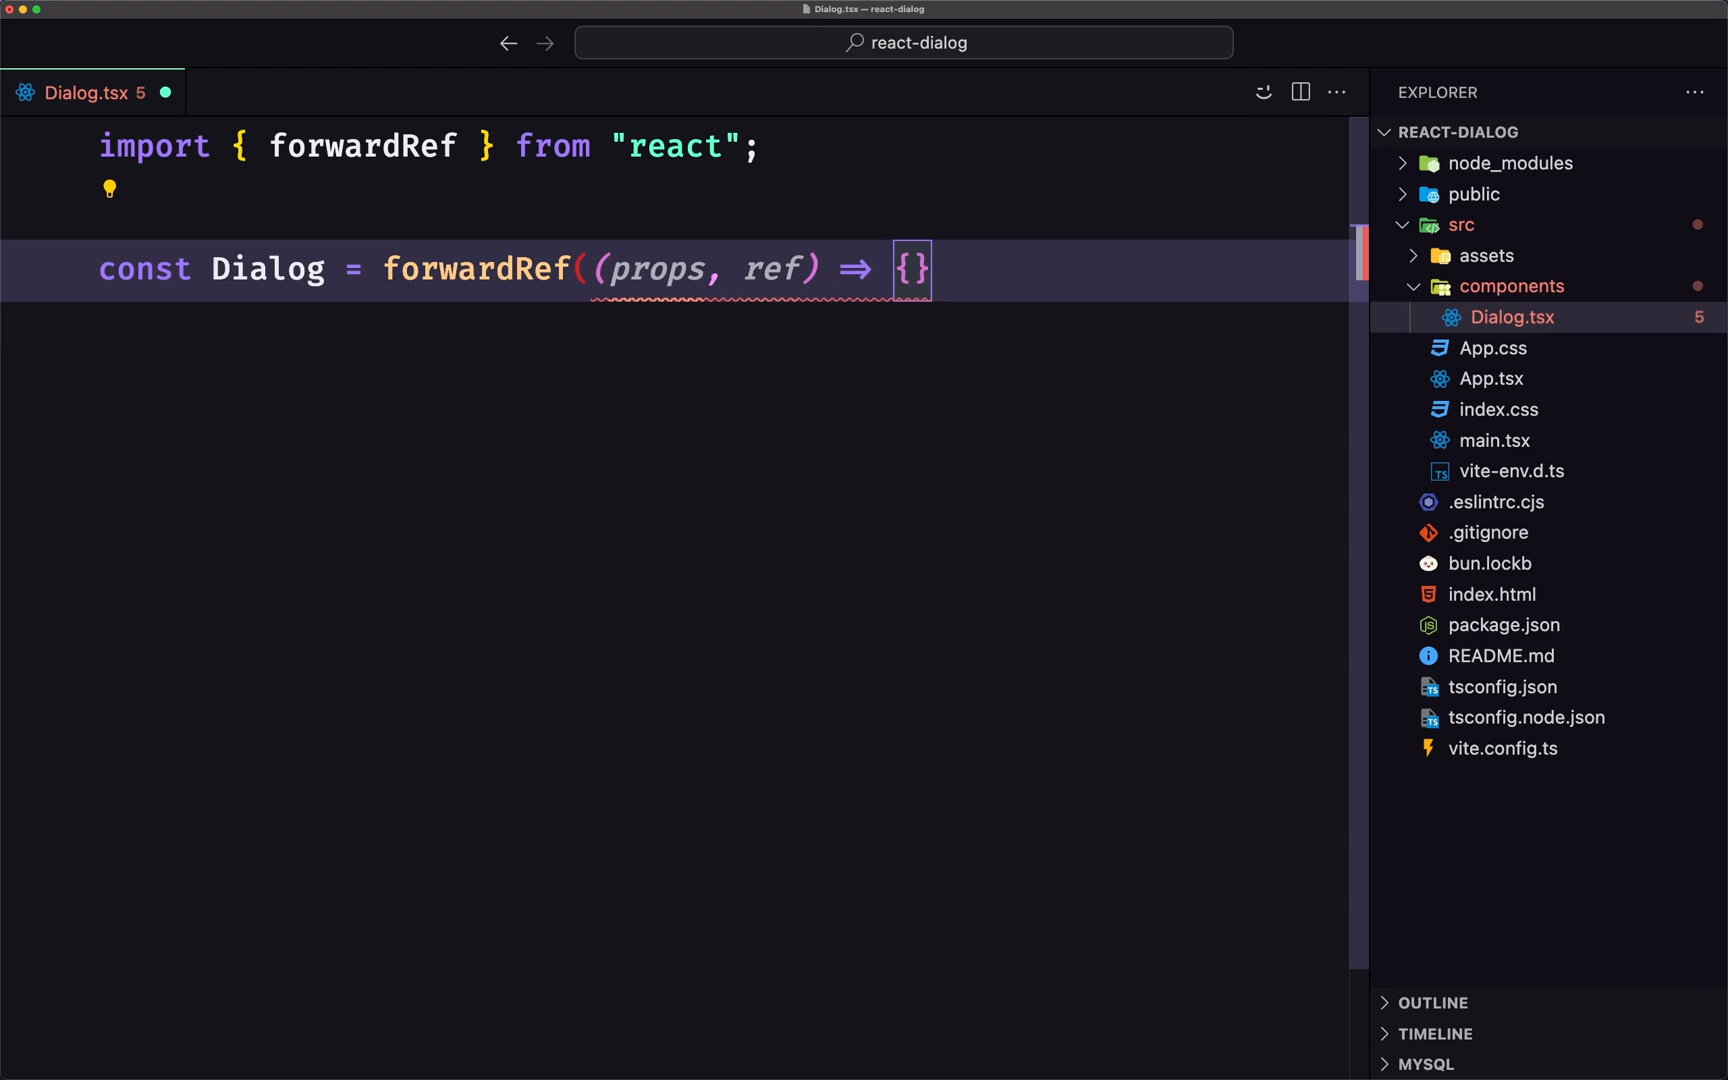 Dialog.tsx — react-dialog
react-dialog
Dialog.tsx 5
import { forwardRef } from "react";
const Dialog = forwardRef((props, ref) => {}
EXPLORER
REACT-DIALOG
node_modules
public
src
assets
components
Dialog.tsx 5
App.css
App.tsx
index.css
main.tsx
TS vite-env.d.ts
.eslintrc.cjs
.gitignore
bun.lockb
index.html
package.json
README.md
TS tsconfig.json
TS tsconfig.node.json
vite.config.ts
OUTLINE
TIMELINE
MYSQL